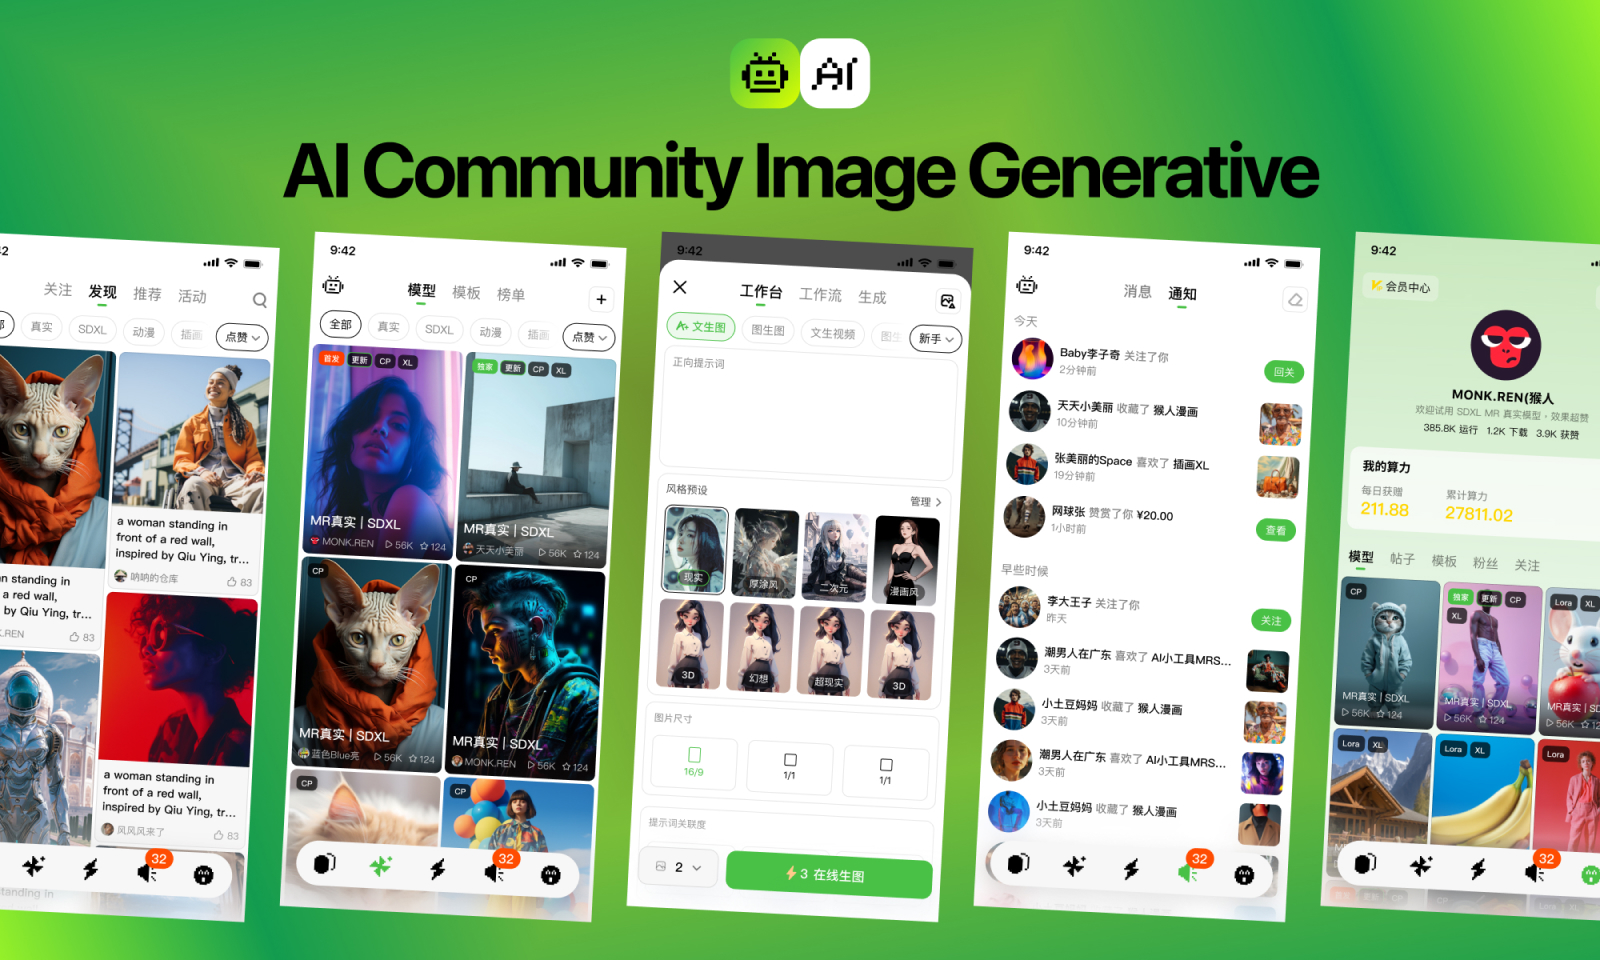 AI
AI Community Image Generative
关注 发现 推荐 活动
真实 SDXL 动漫 插画 点赞
a woman standing in
front of a red wall,
inspired by Qiu Ying, tr...
呐呐的仓库 83
n standing in
a red wall,
by Qiu Ying, tr...
.REN 83
a woman standing in
front of a red wall,
inspired by Qiu Ying, tr...
风风风来了 83
32
9:42
模型 模板 榜单
全部 真实 SDXL 动漫 插画 点赞
首发 更新 CP XL
MR真实 | SDXL
MONK.REN 56K 124
独家 更新 CP XL
MR真实 | SDXL
天天小美丽 56K 124
CP
MR真实 | SDXL
蓝色Blue亮 56K 124
CP
MR真实 | SDXL
MONK.REN 56K 124
CP
CP
32
9:42
工作台 工作流 生成
文生图 图生图 文生视频 图生 新手
正向提示词
风格预设 管理
现实 厚涂风 二次元 漫画风
3D 幻想 超现实 3D
图片尺寸
16/9 1/1 1/1
提示词关联度
2 3 在线生图
9:42
消息 通知
今天
Baby李子奇 关注了你
2分钟前
回关
天天小美丽 收藏了 猴人漫画
10分钟前
张美丽的Space 喜欢了 插画XL
19分钟前
网球张 赞赏了你 ¥20.00
1小时前
查看
早些时候
李大王子 关注了你
昨天
关注
潮男人在广东 喜欢了 AI小工具MRS...
3天前
小土豆妈妈 收藏了 猴人漫画
3天前
潮男人在广东 喜欢了 AI小工具MRS...
3天前
小土豆妈妈 收藏了 猴人漫画
3天前
32
9:42
会员中心
MONK.REN(猴人
欢迎试用 SDXL MR 真实模型，效果超赞
385.8K 运行 1.2K 下载 3.9K 获赞
我的算力
每日获赠 累计算力
211.88 27811.02
模型 帖子 模板 粉丝 关注
CP
MR真实 | SDXL
56K 124
独家 更新 CP
XL
MR真实 | SDXL
56K 124
Lora XL
MR真实 | SDXL
56K
Lora XL
Lora XL
Lora
32